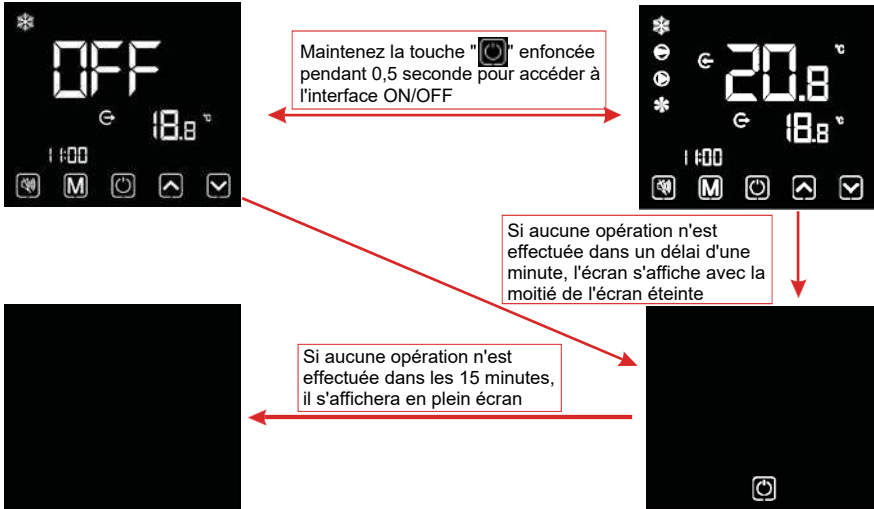 OFF
18.8 °C
11:00
M
Maintenez la touche " " enfoncée
pendant 0,5 seconde pour accéder à
l'interface ON/OFF
20.8 °C
18.8 °C
11:00
M
Si aucune opération n'est
effectuée dans un délai d'une
minute, l'écran s'affiche avec la
moitié de l'écran éteinte
Si aucune opération n'est
effectuée dans les 15 minutes,
il s'affichera en plein écran